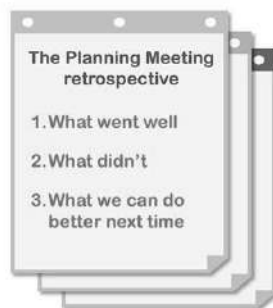 The Planning Meeting
retrospective
1. What went well
2. What didn't
3. What we can do
better next time